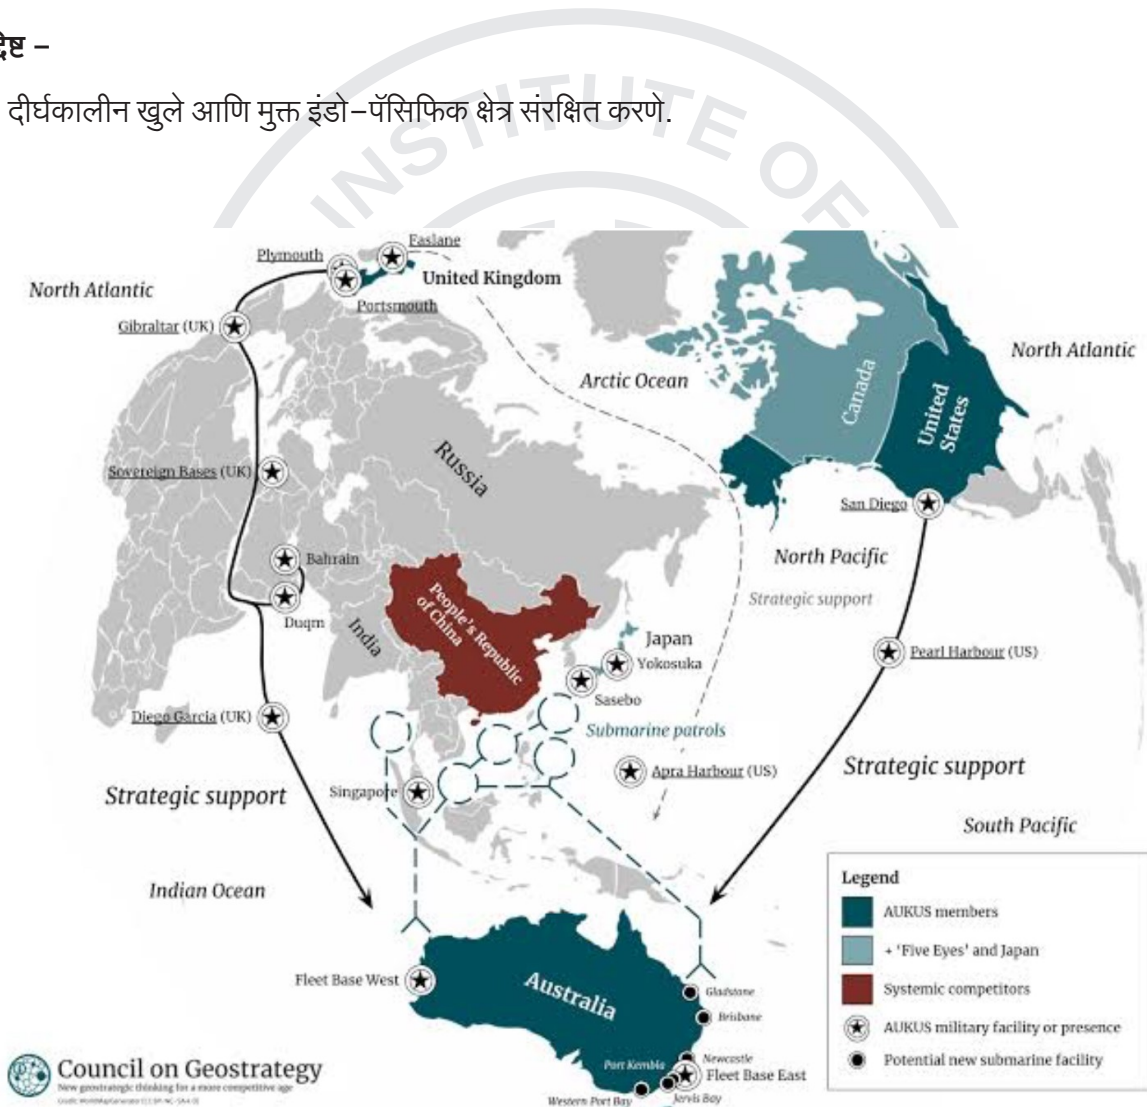 दीर्घकालीन खुले आणि मुक्त इंडो–पॅसिफिक क्षेत्र संरक्षित करणे.
INSTITUTE OF
Faslane
Plymouth
United Kingdom
North Atlantic
Portsmouth
Gibraltar (UK)
North Atlantic
Arctic Ocean
Canada
United
States
Russia
Sovereign Bases (UK)
San Diego
North Pacific
Bahrain
People's Republic
of China
Strategic support
Duqm
India
Japan
Yokosuka
Pearl Harbour (US)
Sasebo
Diego Garcia (UK)
Submarine patrols
Apra Harbour (US)
Strategic support
Singapore
Strategic support
South Pacific
Indian Ocean
Legend
AUKUS members
+ ‘Five Eyes’ and Japan
Systemic competitors
AUKUS military facility or presence
Potential new submarine facility
Fleet Base West
Australia
Gladstone
Brisbane
Newcastle
Port Kembla
Fleet Base East
Jervis Bay
Western Port Bay
Council on Geostrategy
New geostrategic thinking for a more competitive age